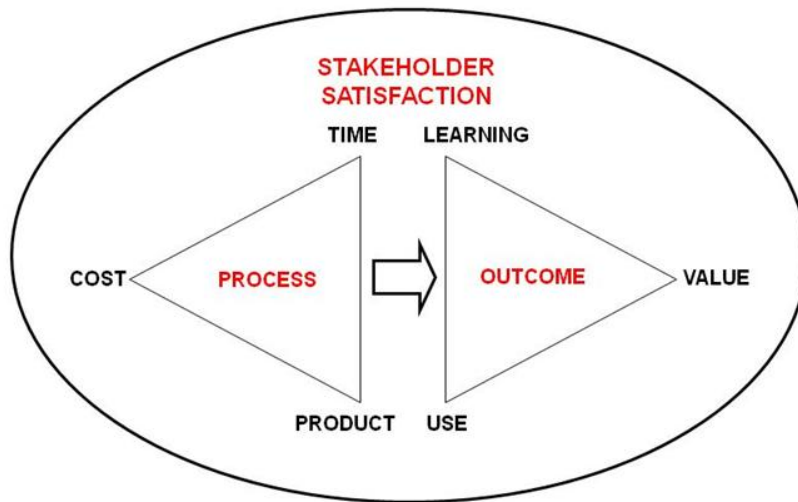 STAKEHOLDER
SATISFACTION
TIME LEARNING
COST PROCESS OUTCOME VALUE
PRODUCT USE